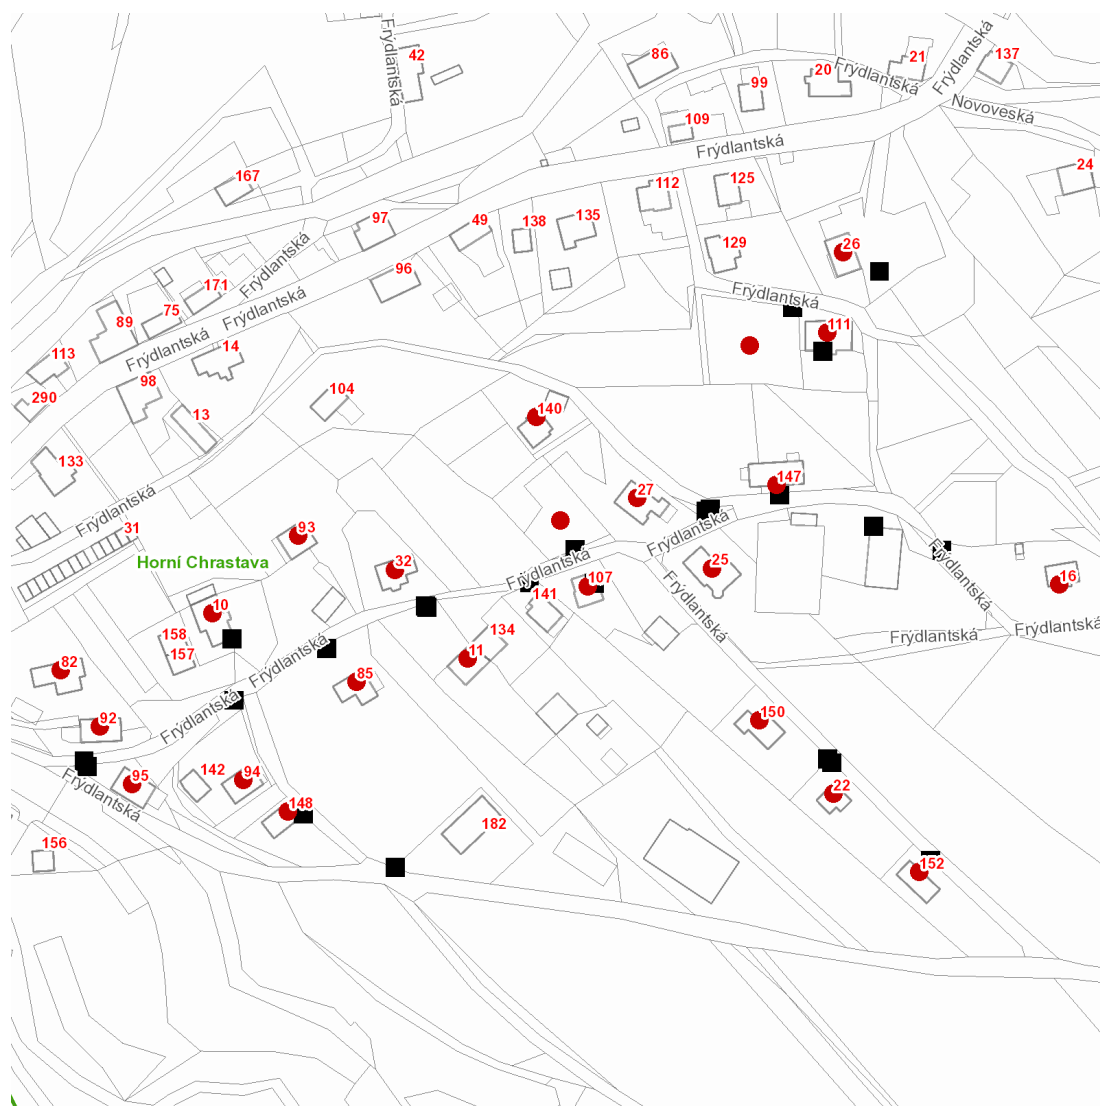 42
Frýdlantská
86
21
137
Frýdlantská
20
Frýdlantská
99
Novoveská
109
Frýdlantská
24
167
112
125
97
49
138
135
129
26
Frýdlantská
96
171
Frýdlantská
Frýdlantská
75
89
111
Frýdlantská
14
113
98
104
290
13
140
133
147
27
Frýdlantská
31
93
Frýdlantská
Horní Chrastava
32
Frýdlantská
25
107
Frýdlantská
16
10
141
Frýdlantská
158
134
Frýdlantská
Frýdlantská
157
11
Frýdlantská
82
85
92
Frýdlantská
150
95
142
94
Frýdlantská
22
148
182
156
152